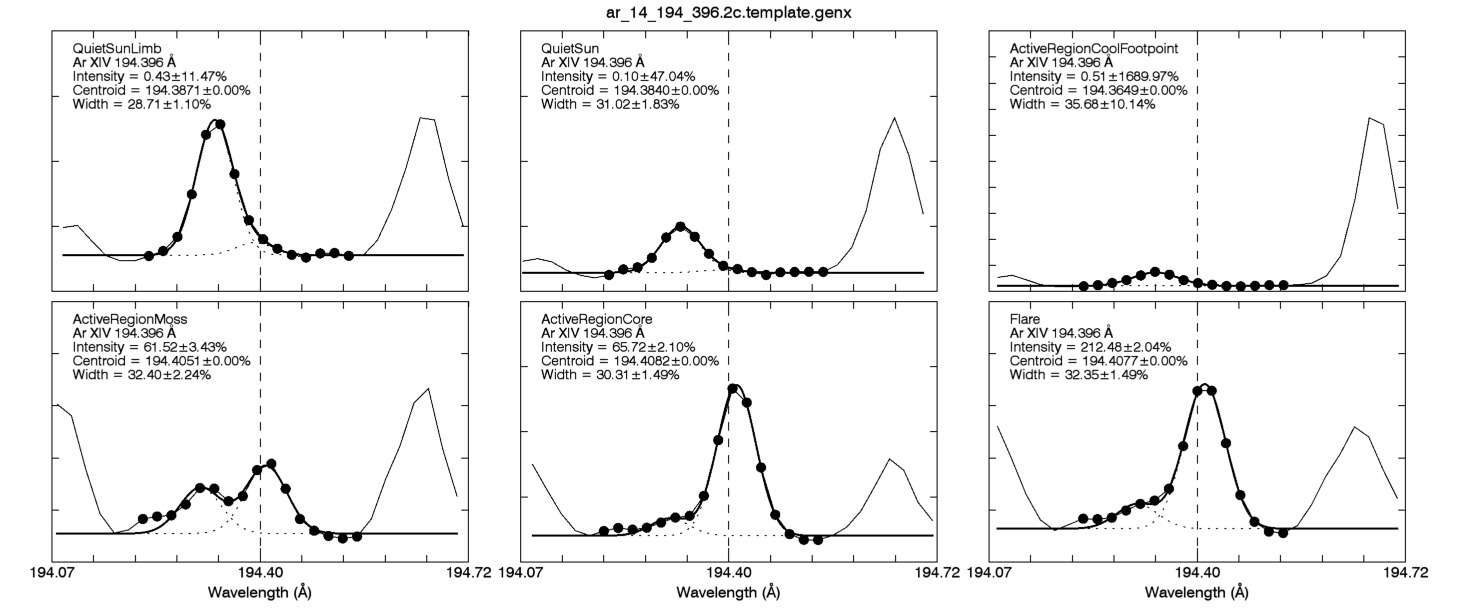 ar_14_194_396.2c.template.genx
QuietSunLimb
Ar XIV 194.396 Å
Intensity = 0.43±11.47%
Centroid = 194.3871±0.00%
Width = 28.71±1.10%
QuietSun
Ar XIV 194.396 Å
Intensity = 0.10±47.04%
Centroid = 194.3840±0.00%
Width = 31.02±1.83%
ActiveRegionCoolFootpoint
Ar XIV 194.396 Å
Intensity = 0.51±1689.97%
Centroid = 194.3649±0.00%
Width = 35.68±10.14%
ActiveRegionMoss
Ar XIV 194.396 Å
Intensity = 61.52±3.43%
Centroid = 194.4051±0.00%
Width = 32.40±2.24%
ActiveRegionCore
Ar XIV 194.396 Å
Intensity = 65.72±2.10%
Centroid = 194.4082±0.00%
Width = 30.31±1.49%
Flare
Ar XIV 194.396 Å
Intensity = 212.48±2.04%
Centroid = 194.4077±0.00%
Width = 32.35±1.49%
194.07 194.40 194.72 194.07 194.40 194.72 194.07 194.40 194.72
Wavelength (Å) Wavelength (Å) Wavelength (Å)